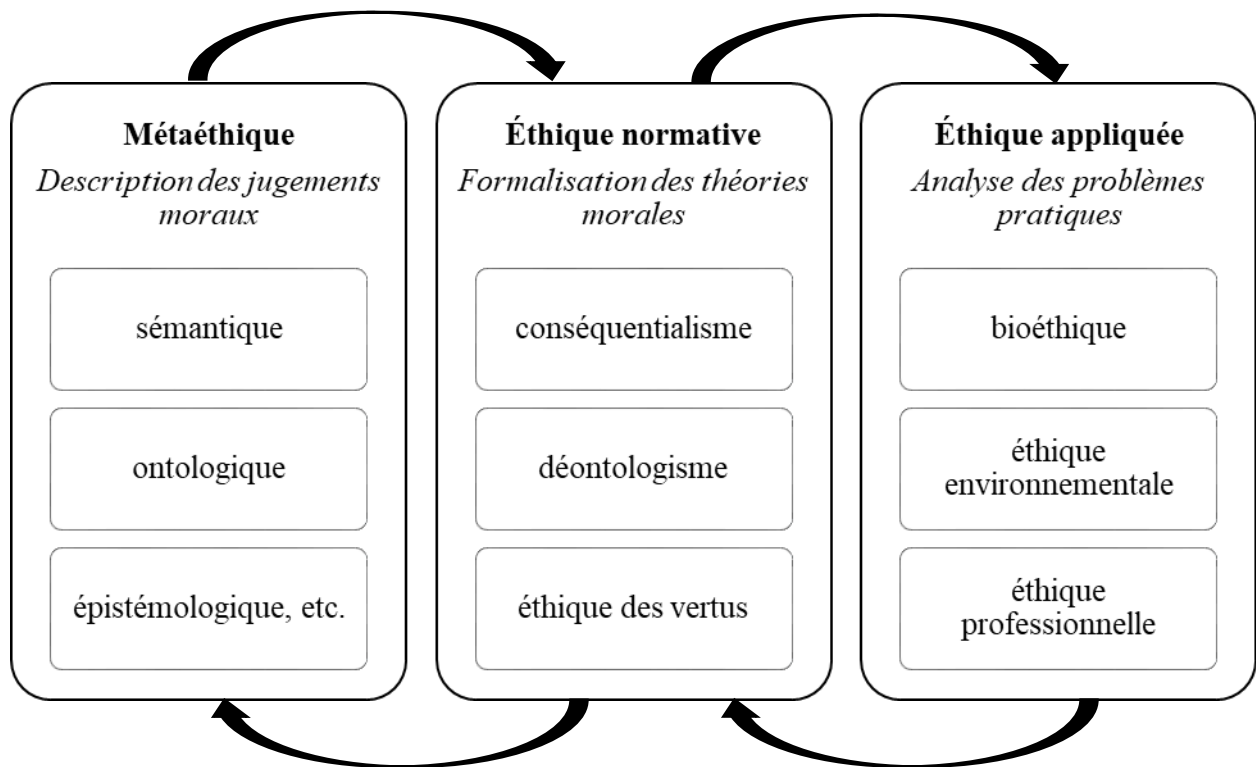 Métaéthique
Description des jugements
moraux
sémantique
ontologique
épistémologique, etc.
Éthique normative
Formalisation des théories
morales
conséquentialisme
déontologisme
éthique des vertus
Éthique appliquée
Analyse des problèmes
pratiques
bioéthique
éthique
environnementale
éthique
professionnelle